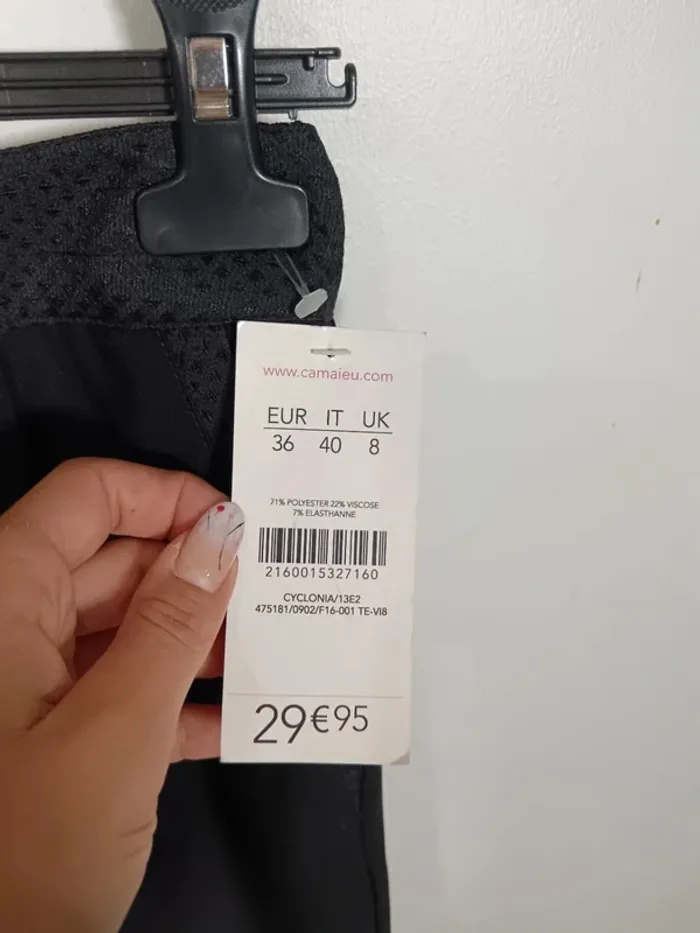 www.camaieu.com
EUR IT UK
36 40 8
71% POLYESTER 22% VISCOSE
7% ELASTHANNE
2160015327160
CYCLONIA/13E2
475181/0902/F16-001 TE-VI8
29€95